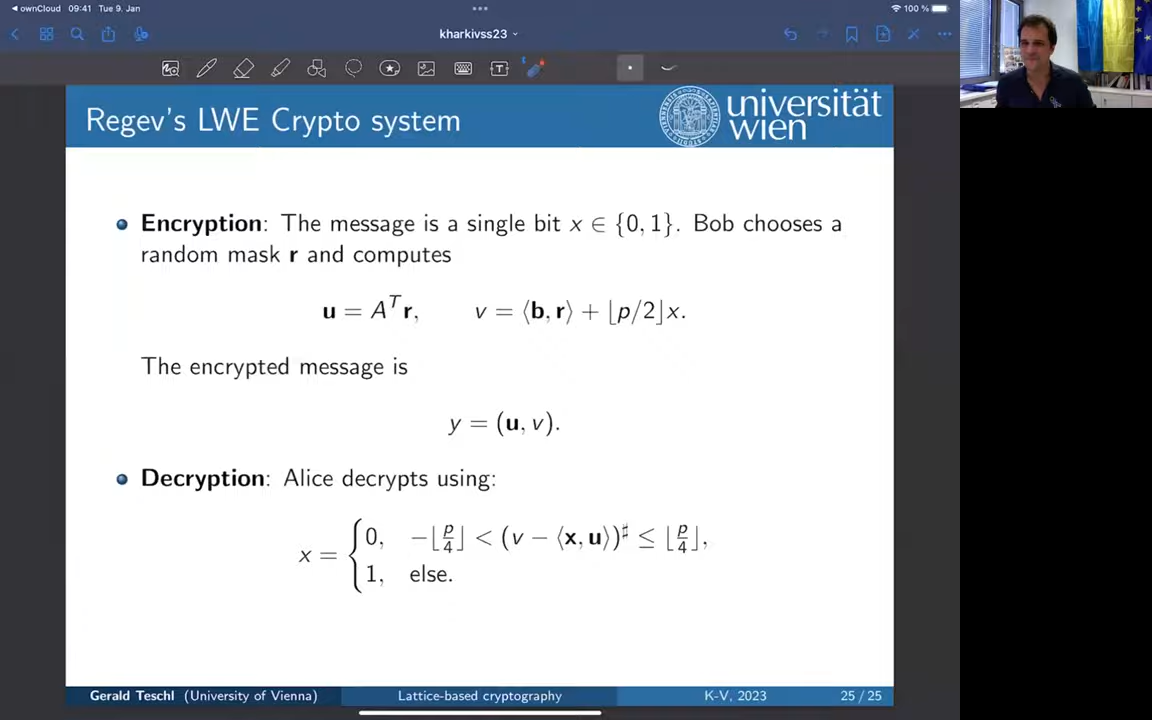 ownCloud 09:41 Tue 9. Jan
100 %
kharkivss23
Regev's LWE Crypto system
universität
wien
Encryption: The message is a single bit x ∈ {0, 1}. Bob chooses a
random mask r and computes
u = A^T r,  v = ⟨b, r⟩ + ⌊p/2⌋x.
The encrypted message is
y = (u, v).
Decryption: Alice decrypts using:
x = { 0,  −⌊p/4⌋ < (v − ⟨x, u⟩)^♯ ≤ ⌊p/4⌋,
1,  else.
Gerald Teschl (University of Vienna) Lattice-based cryptography K-V, 2023 25 / 25